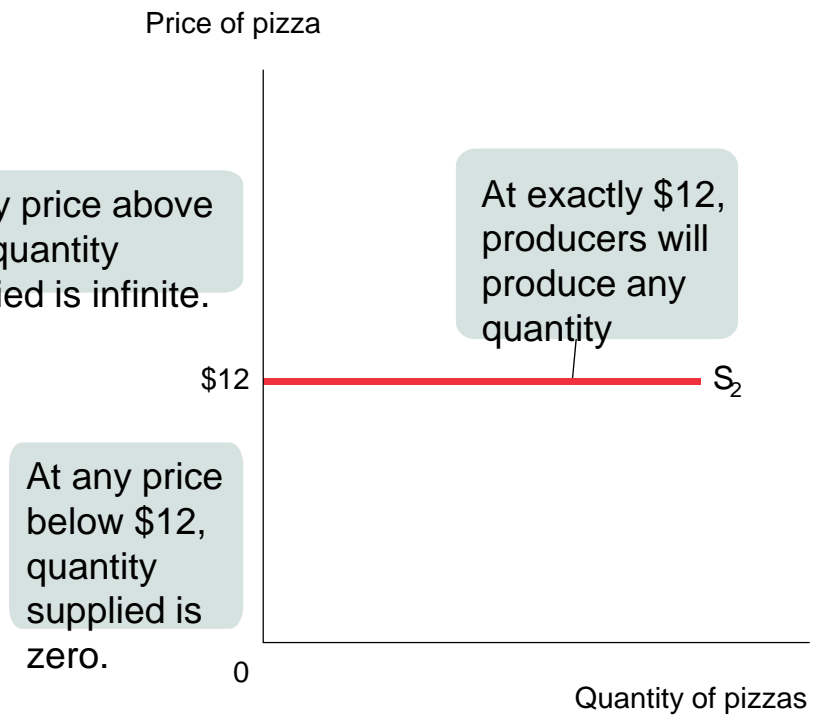 Price of pizza
y price above
quantity
ied is infinite.
At exactly $12,
producers will
produce any
quantity
$12
S2
At any price
below $12,
quantity
supplied is
zero.
0
Quantity of pizzas